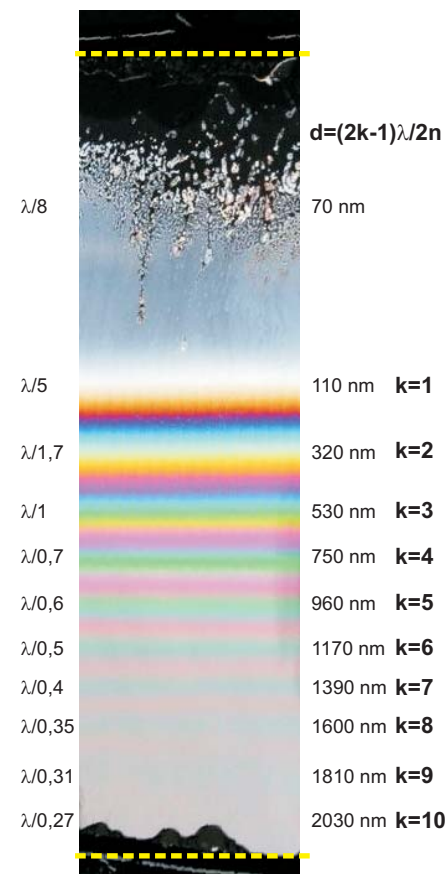 d=(2k-1)λ/2n
λ/8 70 nm
λ/5 110 nm k=1
λ/1,7 320 nm k=2
λ/1 530 nm k=3
λ/0,7 750 nm k=4
λ/0,6 960 nm k=5
λ/0,5 1170 nm k=6
λ/0,4 1390 nm k=7
λ/0,35 1600 nm k=8
λ/0,31 1810 nm k=9
λ/0,27 2030 nm k=10